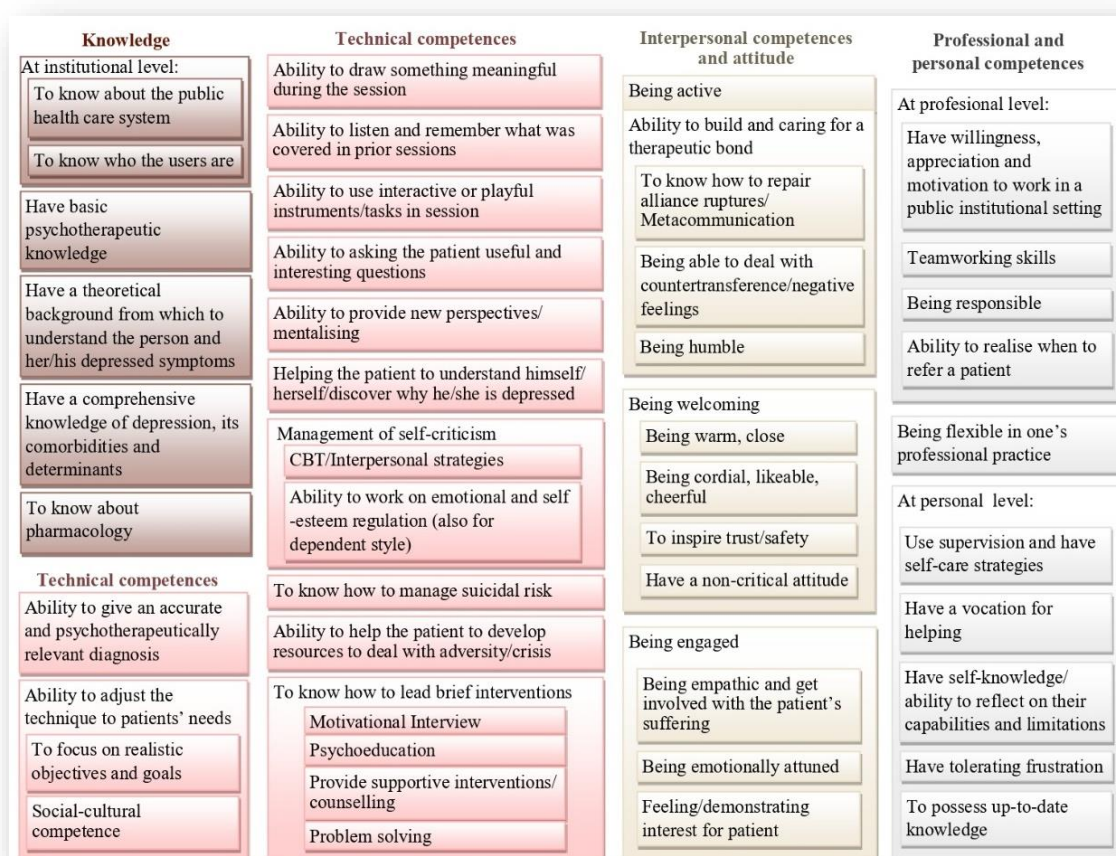 Knowledge
At institutional level:
To know about the public
health care system
To know who the users are
Have basic
psychotherapeutic
knowledge
Have a theoretical
background from which to
understand the person and
her/his depressed symptoms
Have a comprehensive
knowledge of depression, its
comorbidities and
determinants
To know about
pharmacology
Technical competences
Ability to give an accurate
and psychotherapeutically
relevant diagnosis
Ability to adjust the
technique to patients' needs
To focus on realistic
objectives and goals
Social-cultural
competence
Technical competences
Ability to draw something meaningful
during the session
Ability to listen and remember what was
covered in prior sessions
Ability to use interactive or playful
instruments/tasks in session
Ability to asking the patient useful and
interesting questions
Ability to provide new perspectives/
mentalising
Helping the patient to understand himself/
herself/discover why he/she is depressed
Management of self-criticism
CBT/Interpersonal strategies
Ability to work on emotional and self
-esteem regulation (also for
dependent style)
To know how to manage suicidal risk
Ability to help the patient to develop
resources to deal with adversity/crisis
To know how to lead brief interventions
Motivational Interview
Psychoeducation
Provide supportive interventions/
counselling
Problem solving
Interpersonal competences
and attitude
Being active
Ability to build and caring for a
therapeutic bond
To know how to repair
alliance ruptures/
Metacommunication
Being able to deal with
countertransference/negative
feelings
Being humble
Being welcoming
Being warm, close
Being cordial, likeable,
cheerful
To inspire trust/safety
Have a non-critical attitude
Being engaged
Being empathic and get
involved with the patient's
suffering
Being emotionally attuned
Feeling/demonstrating
interest for patient
Professional and
personal competences
At profesional level:
Have willingness,
appreciation and
motivation to work in a
public institutional setting
Teamworking skills
Being responsible
Ability to realise when to
refer a patient
Being flexible in one's
professional practice
At personal level:
Use supervision and have
self-care strategies
Have a vocation for
helping
Have self-knowledge/
ability to reflect on their
capabilities and limitations
Have tolerating frustration
To possess up-to-date
knowledge